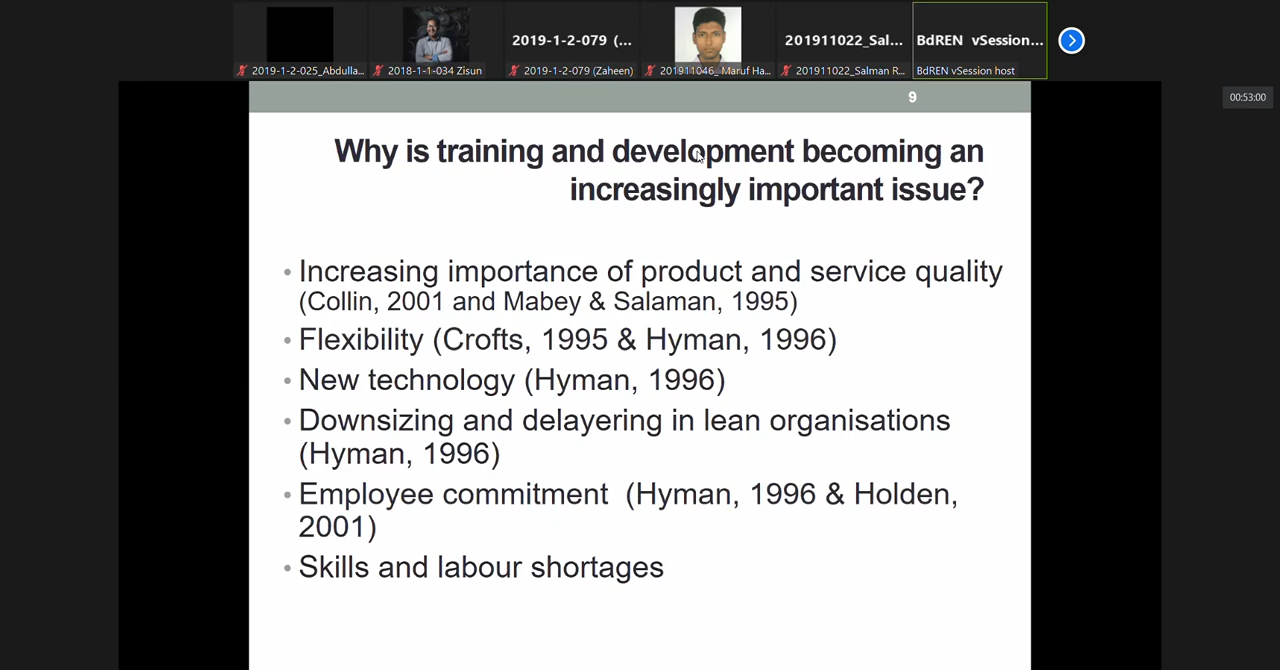 2019-1-2-079 (...
201911022_Sal...
BdREN vSession...
2019-1-2-025_Abdulla...
2018-1-1-034 Zisun
2019-1-2-079 (Zaheen)
201911046_ Maruf Ha...
201911022_Salman R...
BdREN vSession host
00:53:00
9
Why is training and development becoming an
increasingly important issue?
• Increasing importance of product and service quality
(Collin, 2001 and Mabey & Salaman, 1995)
• Flexibility (Crofts, 1995 & Hyman, 1996)
• New technology (Hyman, 1996)
• Downsizing and delayering in lean organisations
(Hyman, 1996)
• Employee commitment (Hyman, 1996 & Holden,
2001)
• Skills and labour shortages